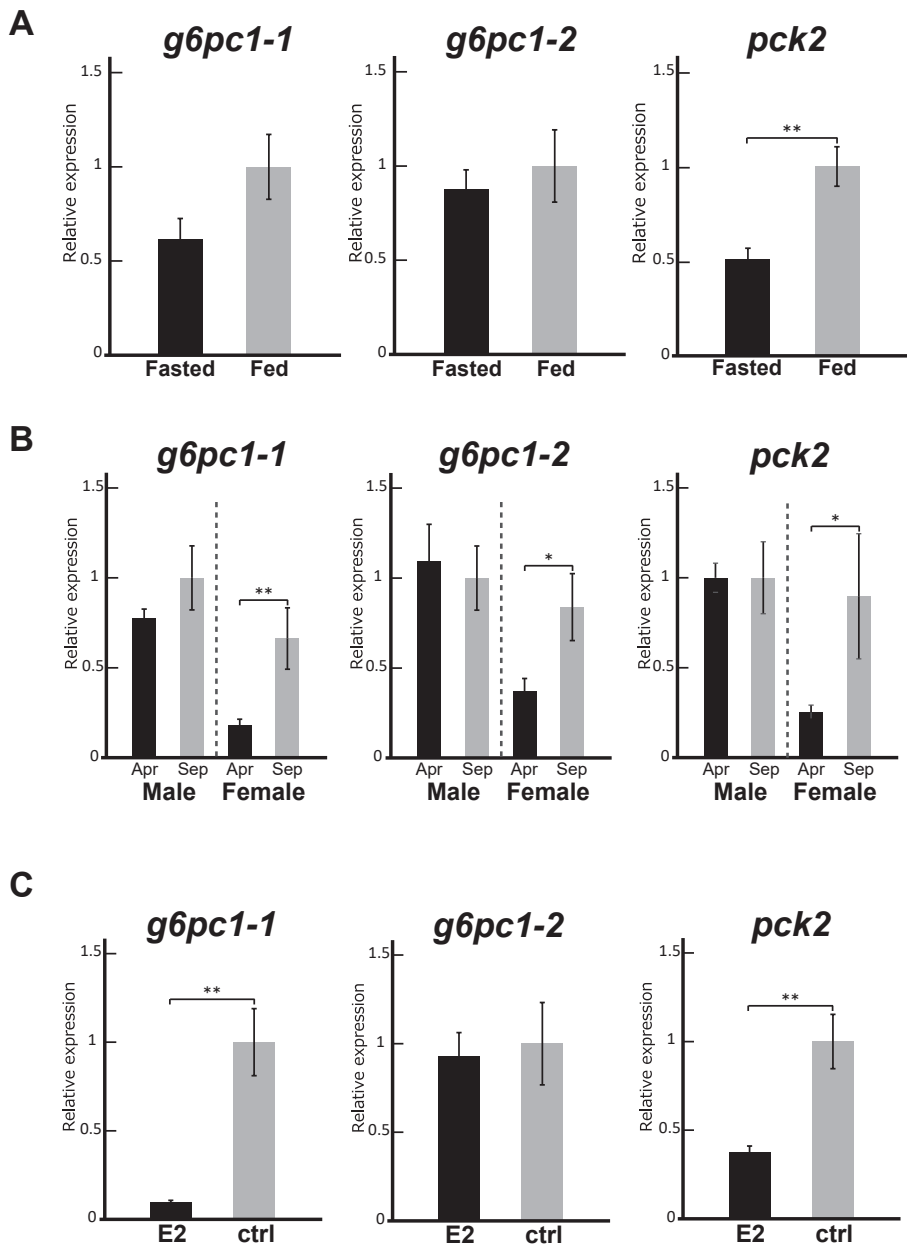 A
g6pc1-1
g6pc1-2
pck2
Relative expression
1.5
1
0.5
0
Fasted Fed
Relative expression
1.5
1
0.5
0
Fasted Fed
Relative expression
1.5
1
0.5
0
**
Fasted Fed
B
g6pc1-1
g6pc1-2
pck2
Relative expression
1.5
1
0.5
0
**
Apr Sep Apr Sep
Male Female
Relative expression
1.5
1
0.5
0
*
Apr Sep Apr Sep
Male Female
Relative expression
1.5
1
0.5
0
*
Apr Sep Apr Sep
Male Female
C
g6pc1-1
g6pc1-2
pck2
Relative expression
1.5
1
0.5
0
**
E2 ctrl
Relative expression
1.5
1
0.5
0
E2 ctrl
Relative expression
1.5
1
0.5
0
**
E2 ctrl